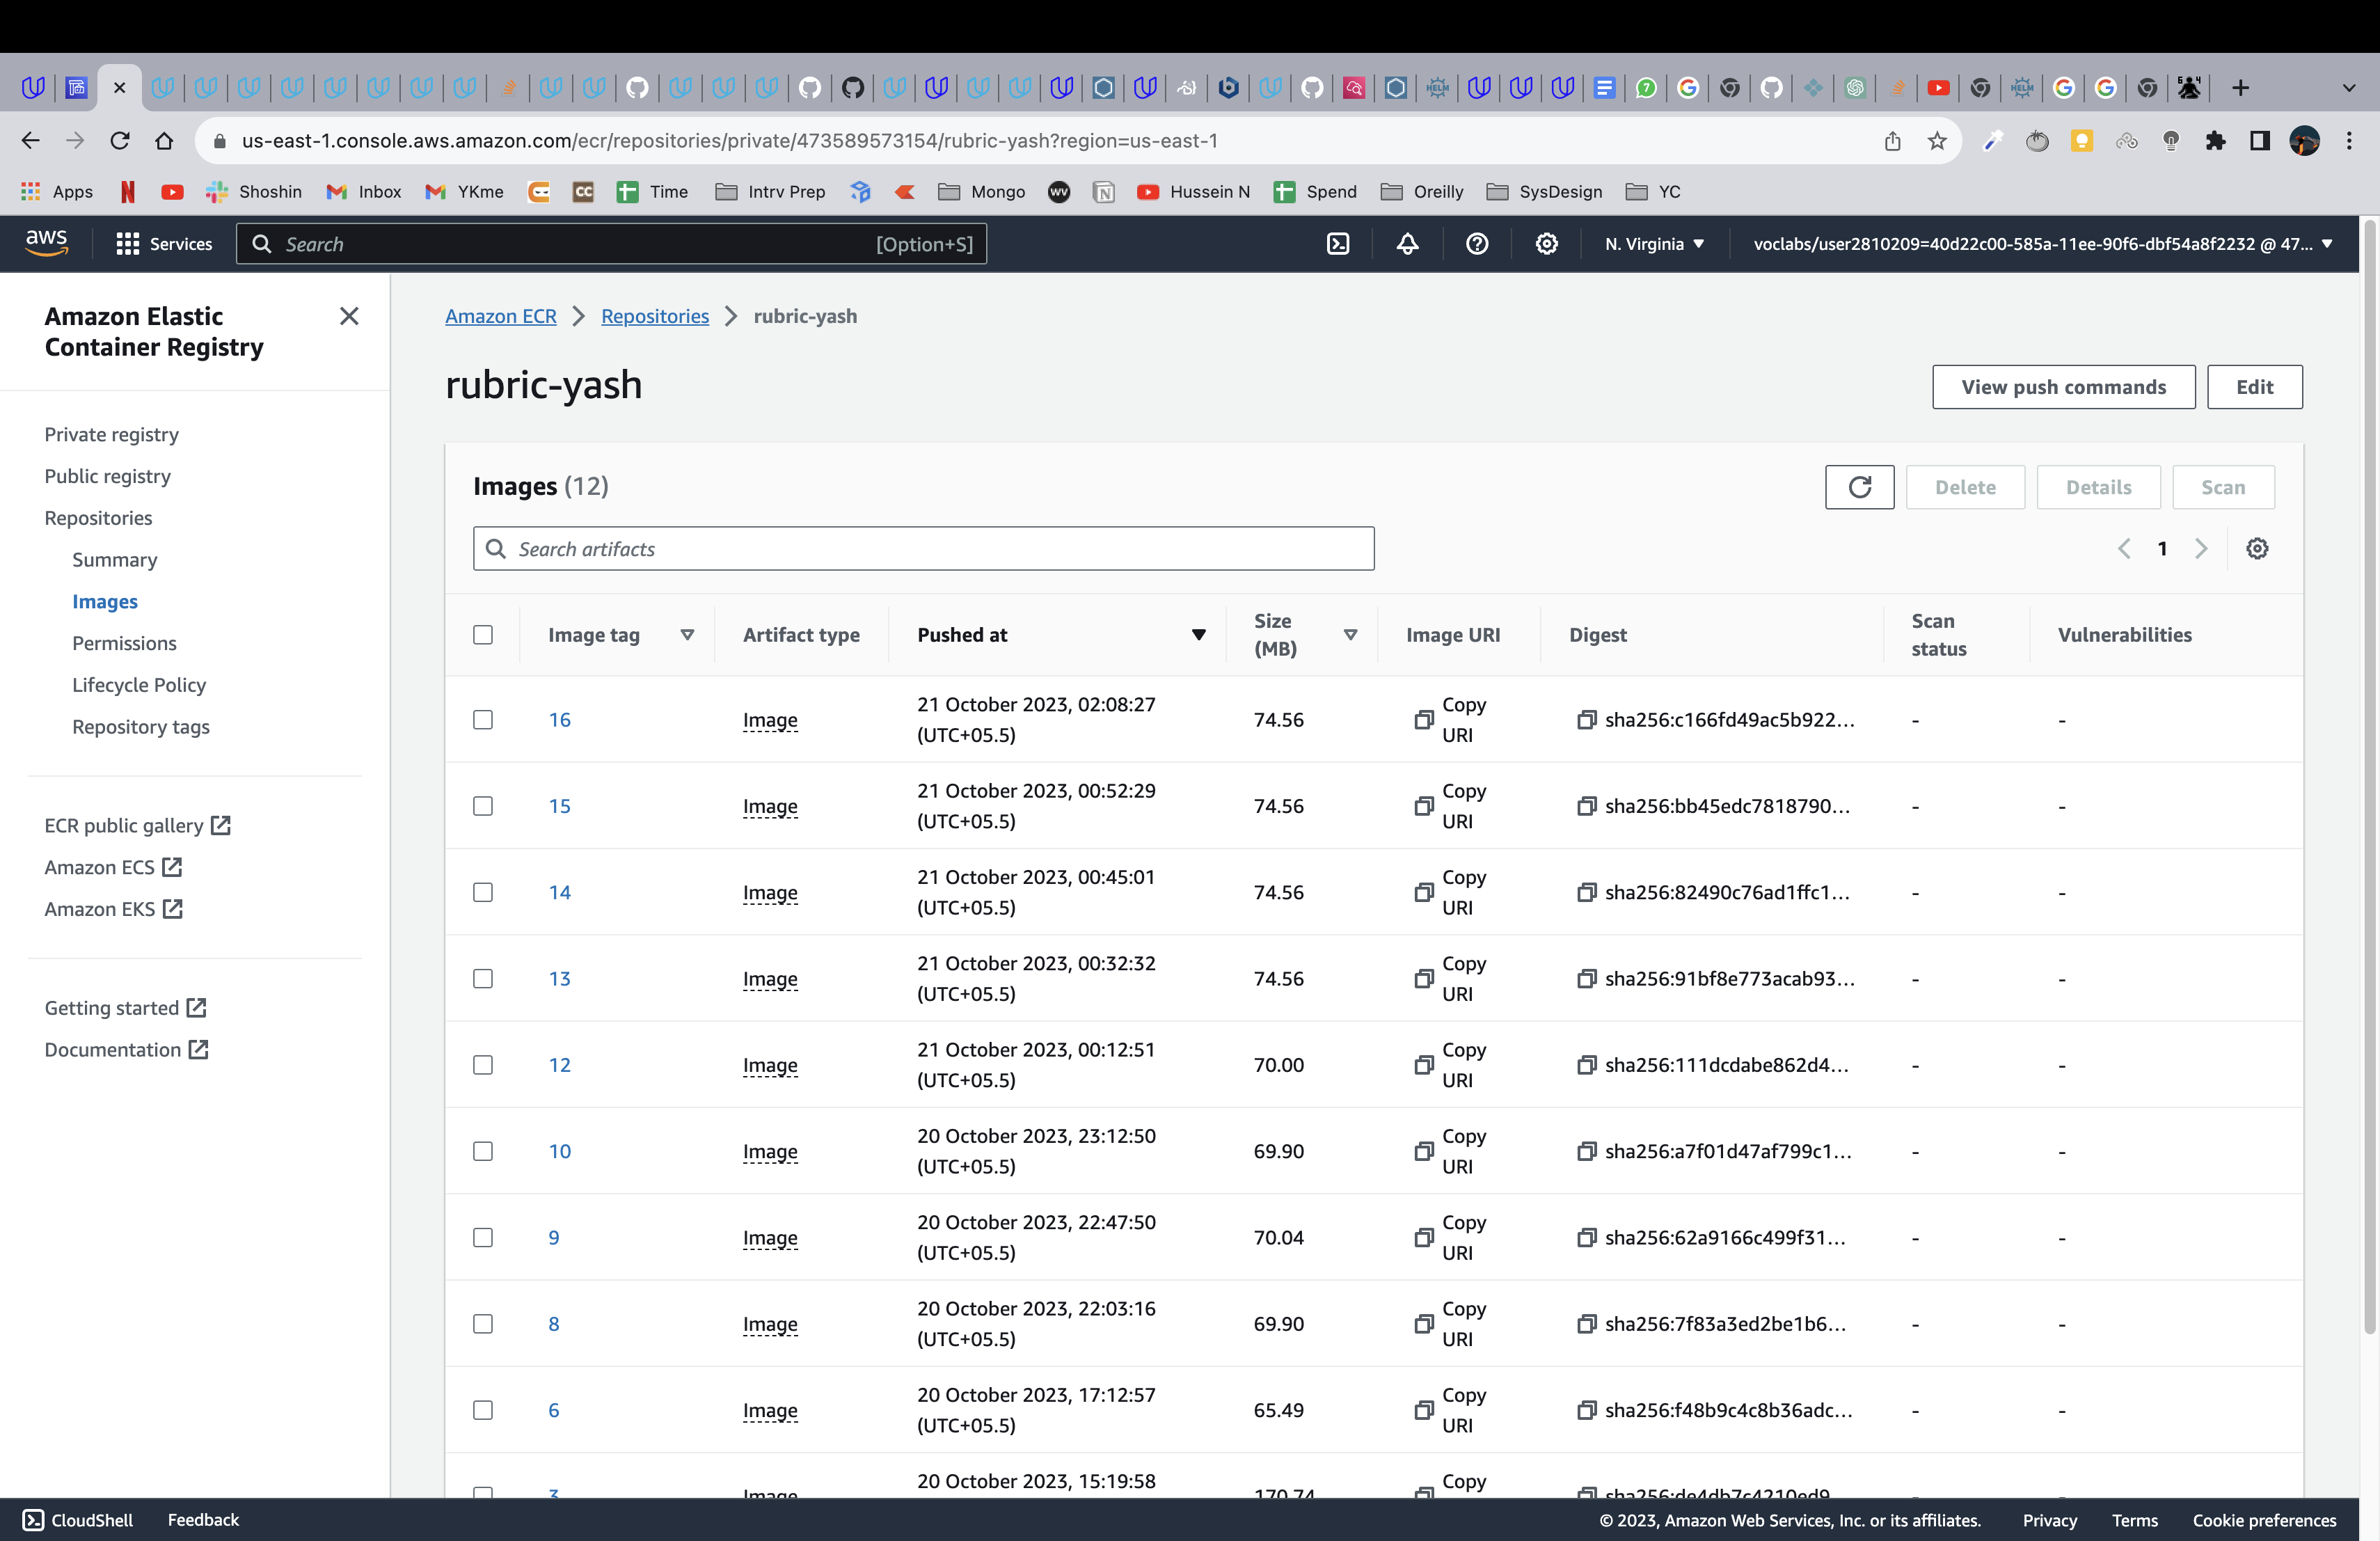 us-east-1.console.aws.amazon.com/ecr/repositories/private/473589573154/rubric-yash?region=us-east-1
Apps
Shoshin
Inbox
YKme
CC
Time
Intrv Prep
Mongo
WV
Hussein N
Spend
Oreilly
SysDesign
YC
aws
Services
Search
[Option+S]
N. Virginia
voclabs/user2810209=40d22c00-585a-11ee-90f6-dbf54a8f2232 @ 47...
Amazon Elastic
Container Registry
Private registry
Public registry
Repositories
Summary
Images
Permissions
Lifecycle Policy
Repository tags
ECR public gallery
Amazon ECS
Amazon EKS
Getting started
Documentation
Amazon ECR
Repositories
rubric-yash
rubric-yash
View push commands
Edit
Images (12)
Delete
Details
Scan
Search artifacts
1
Image tag
Artifact type
Pushed at
Size
(MB)
Image URI
Digest
Scan
status
Vulnerabilities
16
Image
21 October 2023, 02:08:27
(UTC+05.5)
74.56
Copy
URI
sha256:c166fd49ac5b922...
-
-
15
Image
21 October 2023, 00:52:29
(UTC+05.5)
74.56
Copy
URI
sha256:bb45edc7818790...
-
-
14
Image
21 October 2023, 00:45:01
(UTC+05.5)
74.56
Copy
URI
sha256:82490c76ad1ffc1...
-
-
13
Image
21 October 2023, 00:32:32
(UTC+05.5)
74.56
Copy
URI
sha256:91bf8e773acab93...
-
-
12
Image
21 October 2023, 00:12:51
(UTC+05.5)
70.00
Copy
URI
sha256:111dcdabe862d4...
-
-
10
Image
20 October 2023, 23:12:50
(UTC+05.5)
69.90
Copy
URI
sha256:a7f01d47af799c1...
-
-
9
Image
20 October 2023, 22:47:50
(UTC+05.5)
70.04
Copy
URI
sha256:62a9166c499f31...
-
-
8
Image
20 October 2023, 22:03:16
(UTC+05.5)
69.90
Copy
URI
sha256:7f83a3ed2be1b6...
-
-
6
Image
20 October 2023, 17:12:57
(UTC+05.5)
65.49
Copy
URI
sha256:f48b9c4c8b36adc...
-
-
3
Image
20 October 2023, 15:19:58
170.74
Copy
sha256:de4db7c4210ed9
CloudShell
Feedback
© 2023, Amazon Web Services, Inc. or its affiliates.
Privacy
Terms
Cookie preferences